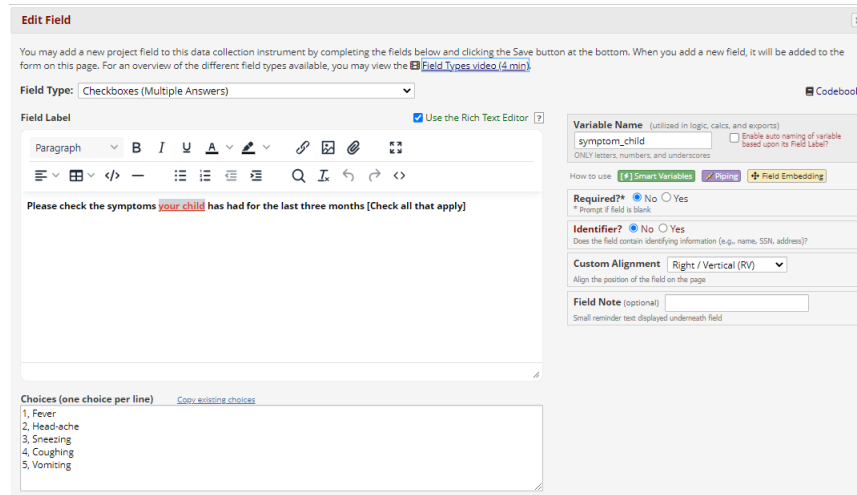 Edit Field
You may add a new project field to this data collection instrument by completing the fields below and clicking the Save button at the bottom. When you add a new field, it will be added to the
form on this page. For an overview of the different field types available, you may view the Field Types video (4 min).
Field Type: Checkboxes (Multiple Answers)
Codebook
Field Label
Use the Rich Text Editor ?
Paragraph
Please check the symptoms your child has had for the last three months [Check all that apply]
Variable Name (utilized in logic, calcs, and exports)
symptom_child
Enable auto naming of variable
based upon its Field Label?
ONLY letters, numbers, and underscores
How to use Smart Variables Piping Field Embedding
Required?* No Yes
* Prompt if field is blank
Identifier? No Yes
Does the field contain identifying information (e.g., name, SSN, address)?
Custom Alignment Right / Vertical (RV)
Align the position of the field on the page
Field Note (optional)
Small reminder text displayed underneath field
Choices (one choice per line) Copy existing choices
1, Fever
2, Head-ache
3, Sneezing
4, Coughing
5, Vomiting